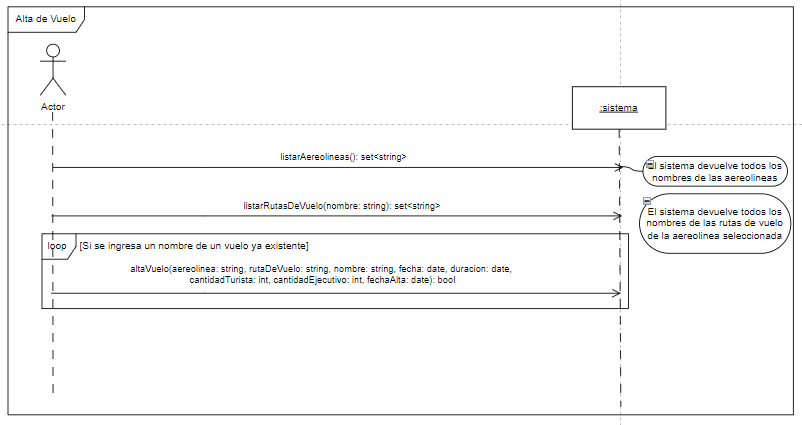 Alta de Vuelo
Actor
:sistema
listarAereolineas(): set<string>
El sistema devuelve todos los
nombres de las aereolineas
listarRutasDeVuelo(nombre: string): set<string>
El sistema devuelve todos los
nombres de las rutas de vuelo
de la aereolinea seleccionada
loop
[Si se ingresa un nombre de un vuelo ya existente]
altaVuelo(aereolinea: string, rutaDeVuelo: string, nombre: string, fecha: date, duracion: date,
cantidadTurista: int, cantidadEjecutivo: int, fechaAlta: date): bool